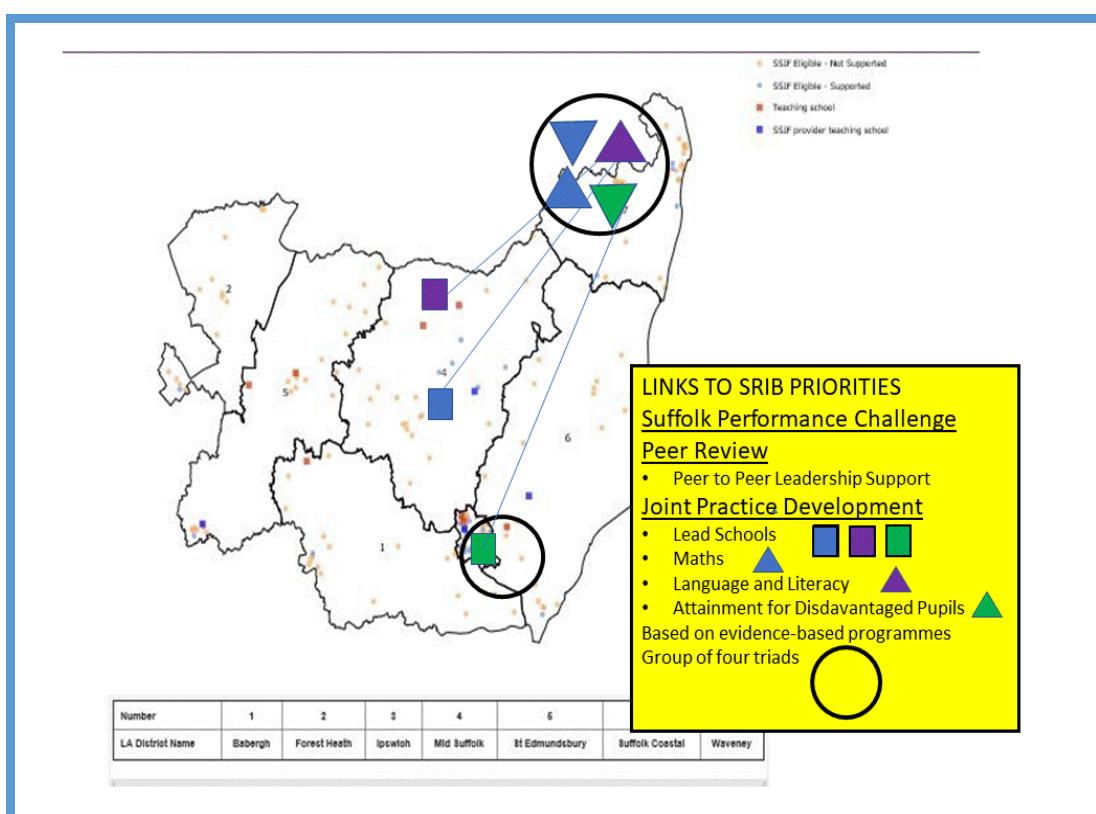 SSIF Eligible - Not Supported
SSIF Eligible - Supported
Teaching school
SSIF provider teaching school
2
4
5
6
1
LINKS TO SRIB PRIORITIES
Suffolk Performance Challenge
Peer Review
• Peer to Peer Leadership Support
Joint Practice Development
• Lead Schools
• Maths
• Language and Literacy
• Attainment for Disdavantaged Pupils
Based on evidence-based programmes
Group of four triads
Number 1 2 3 4 5
LA District Name Babergh Forest Heath Ipswich Mid Suffolk St Edmundsbury Suffolk Coastal Waveney